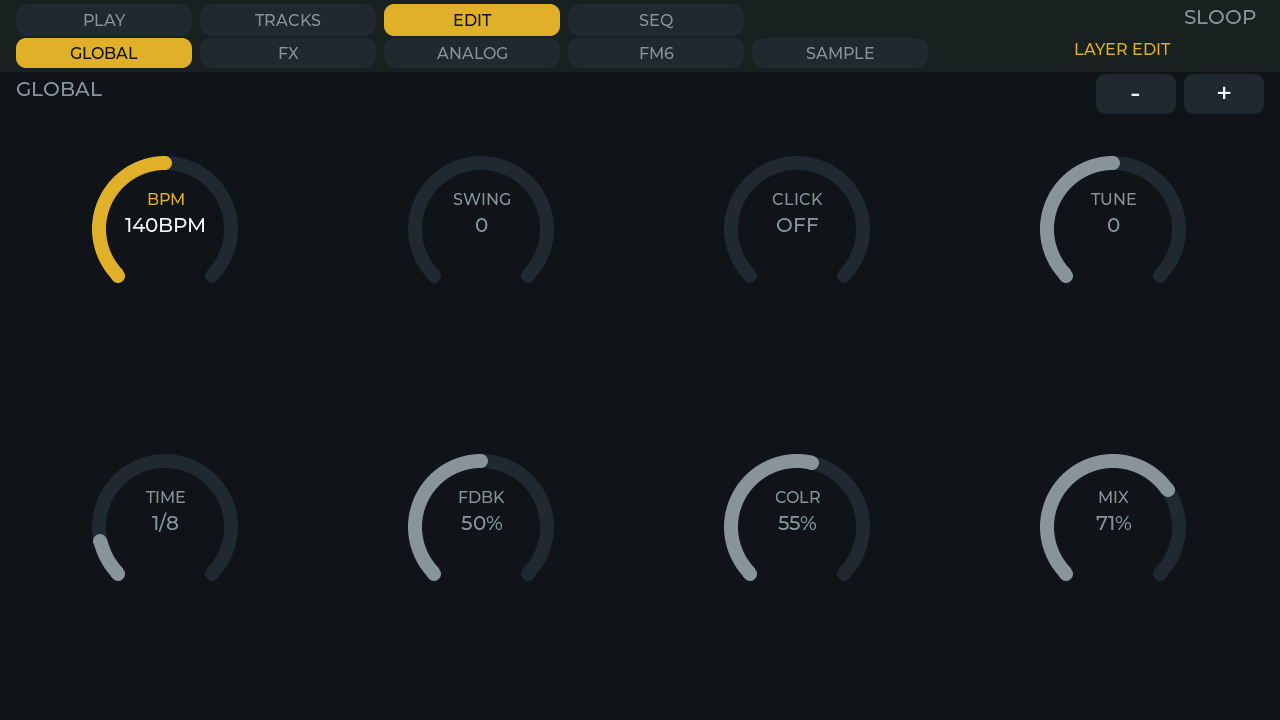 PLAY TRACKS EDIT SEQ SLOOP
GLOBAL FX ANALOG FM6 SAMPLE LAYER EDIT
GLOBAL - +
BPM SWING CLICK TUNE
140BPM 0 OFF 0
TIME FDBK COLR MIX
1/8 50% 55% 71%